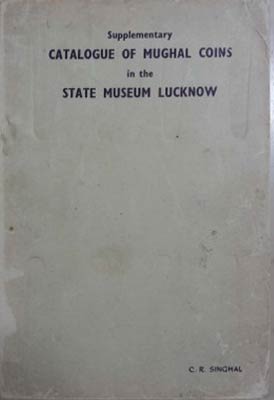 Supplementary
CATALOGUE OF MUGHAL COINS
in the
STATE MUSEUM LUCKNOW
C. R. SINGHAL